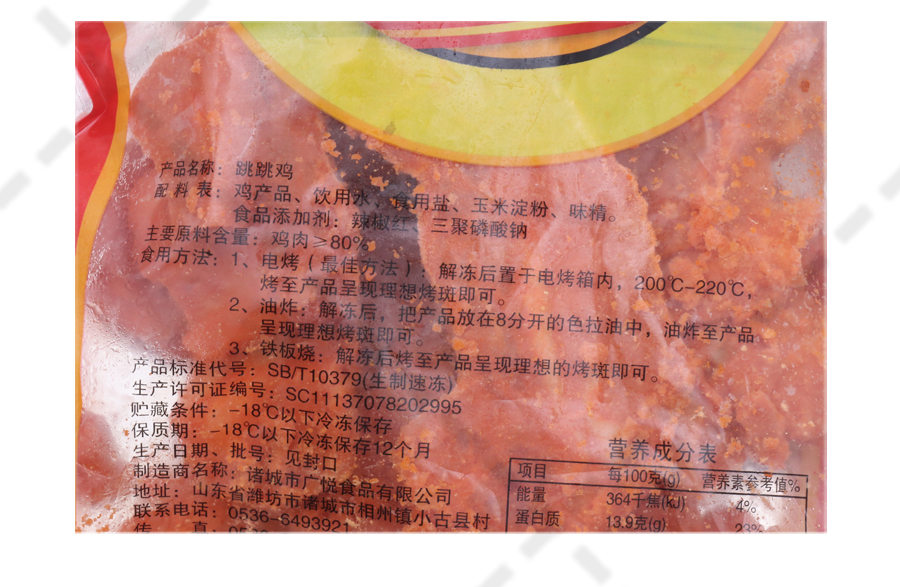 产品名称：跳跳鸡
配料表：鸡产品、饮用水、食用盐、玉米淀粉、味精。
食品添加剂：辣椒红、三聚磷酸钠
主要原料含量：鸡肉≥80%
食用方法：1、电烤（最佳方法）：解冻后置于电烤箱内，200℃-220℃，
烤至产品呈现理想烤斑即可。
2、油炸：解冻后，把产品放在8分开的色拉油中，油炸至产品
呈现理想烤斑即可。
3、铁板烧：解冻后烤至产品呈现理想的烤斑即可。
产品标准代号：SB/T10379(生制速冻)
生产许可证编号：SC11137078202995
贮藏条件：-18℃以下冷冻保存
保质期：-18℃以下冷冻保存12个月
生产日期、批号：见封口
制造商名称：诸城市广悦食品有限公司
地址：山东省潍坊市诸城市相州镇小古县村
联系电话：0536-6493921
传 真：
营养成分表
项目 每100克(g) 营养素参考值%
能量 364千焦(kJ) 4%
蛋白质 13.9克(g) 23%